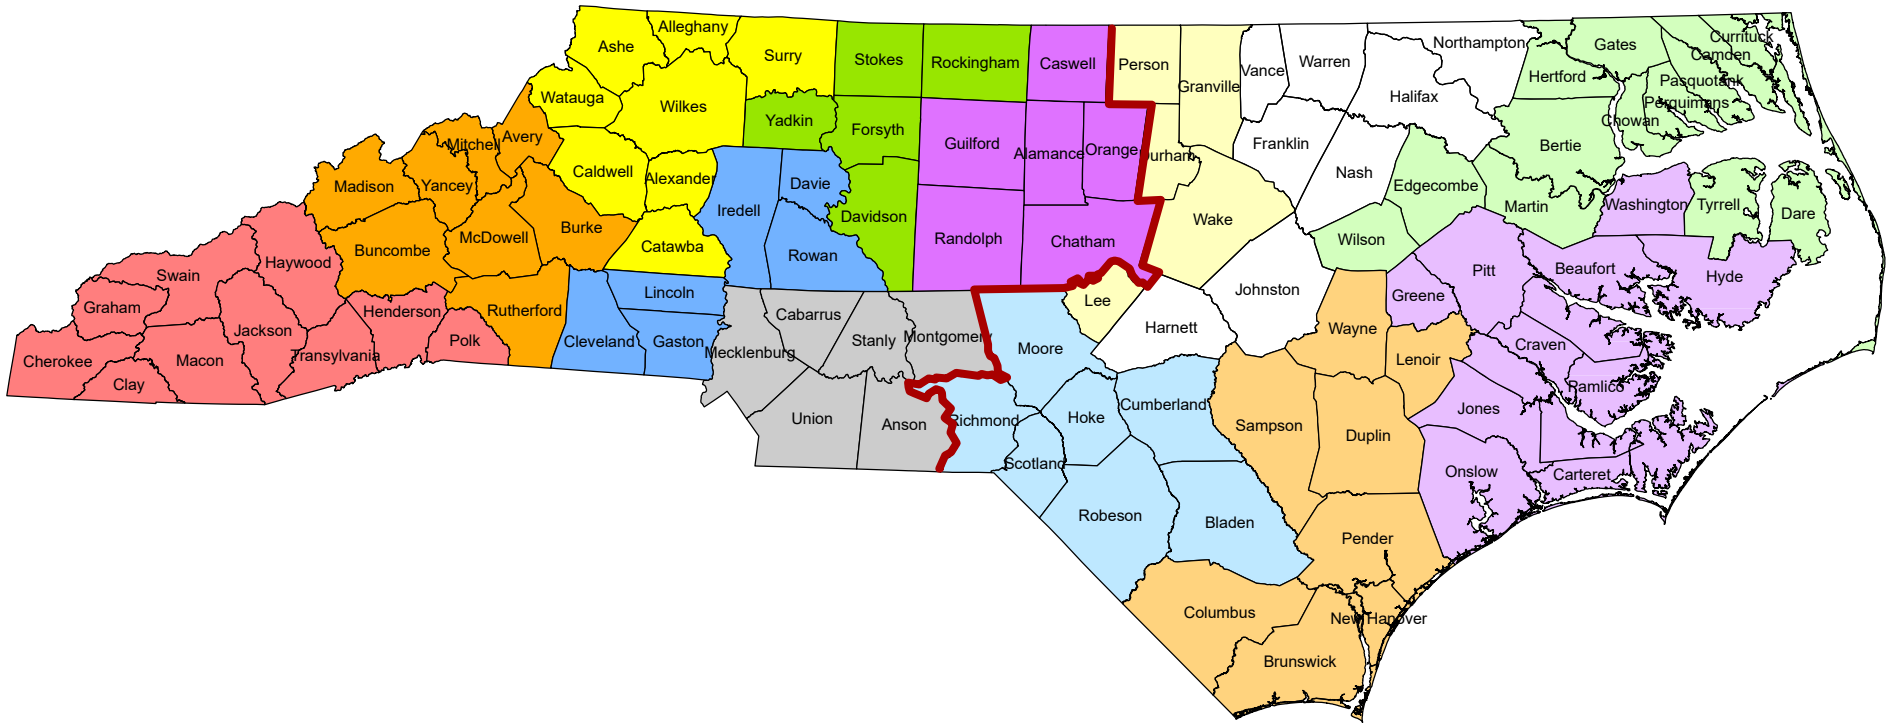 Alleghany
Ashe
Surry
Stokes
Rockingham
Caswell
Person
Granville
Vance
Warren
Northampton
Gates
Currituck
Camden
Hertford
Pasquotank
Perquimans
Chowan
Halifax
Watauga
Wilkes
Yadkin
Forsyth
Guilford
Alamance
Orange
Durham
Franklin
Nash
Bertie
Mitchell
Avery
Madison
Yancey
Caldwell
Alexander
Iredell
Davie
Davidson
Edgecombe
Martin
Washington
Tyrrell
Dare
Buncombe
McDowell
Burke
Catawba
Rowan
Randolph
Chatham
Wake
Wilson
Haywood
Swain
Graham
Jackson
Henderson
Rutherford
Lincoln
Cleveland
Gaston
Pitt
Beaufort
Hyde
Greene
Johnston
Lee
Harnett
Cherokee
Clay
Macon
Transylvania
Polk
Mecklenburg
Cabarrus
Stanly
Montgomery
Moore
Wayne
Lenoir
Craven
Ramlico
Jones
Union
Anson
Richmond
Hoke
Cumberland
Sampson
Duplin
Scotland
Onslow
Carteret
Robeson
Bladen
Pender
Columbus
New Hanover
Brunswick